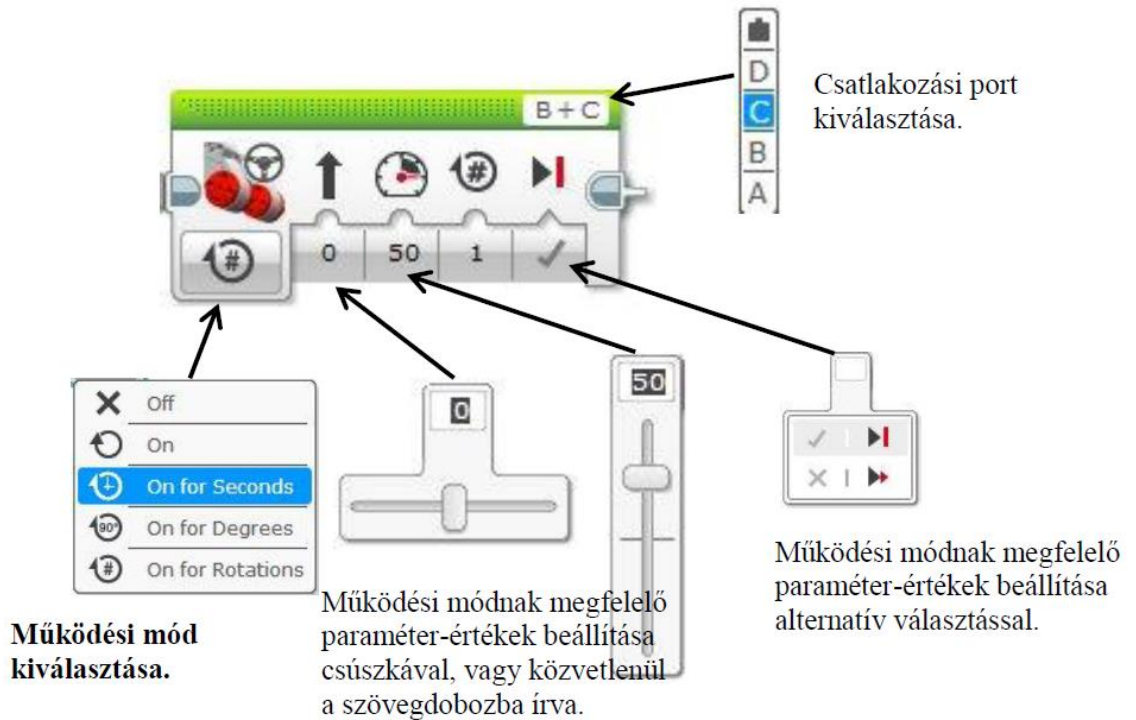 B + C
D
C
B
A
Csatlakozási port
kiválasztása.
#
#
0
50
1
Off
On
On for Seconds
90° On for Degrees
# On for Rotations
0
50
Működési mód
kiválasztása.
Működési módnak megfelelő
paraméter-értékek beállítása
csúszkával, vagy közvetlenül
a szövegdobozba írva.
Működési módnak megfelelő
paraméter-értékek beállítása
alternatív választással.